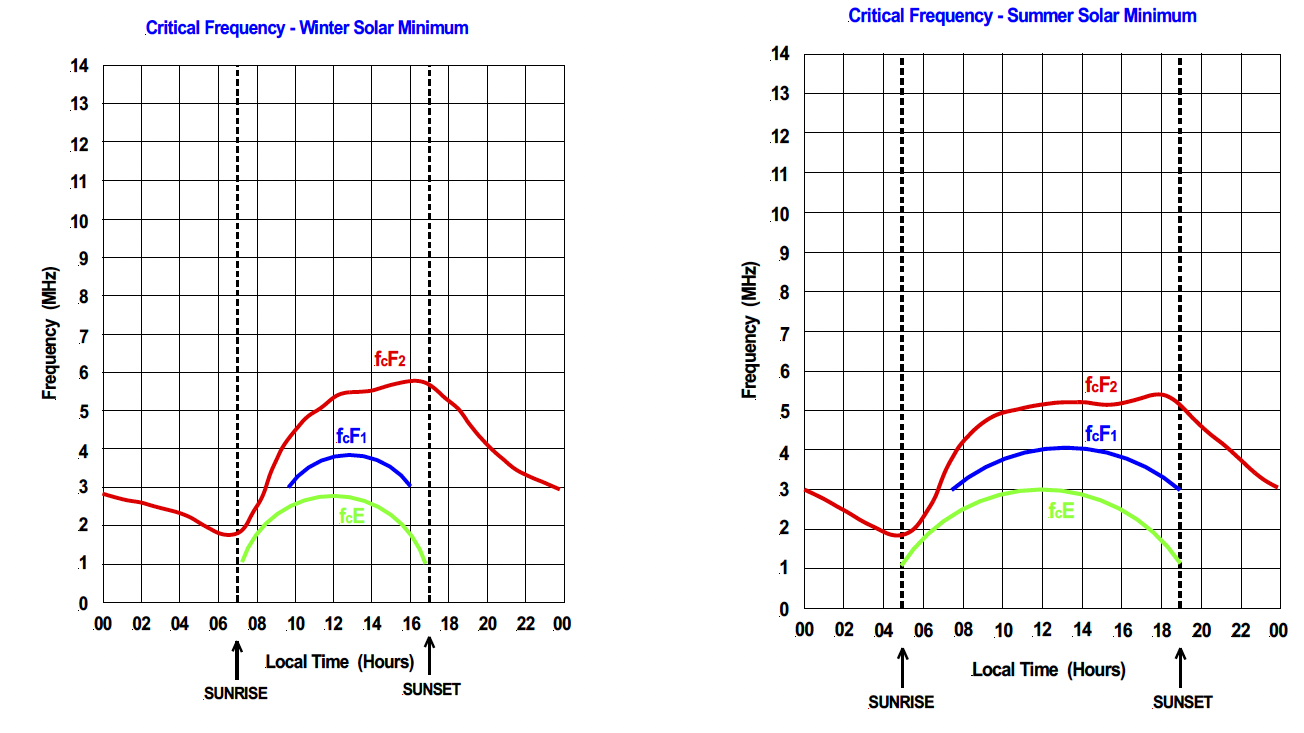 Critical Frequency - Winter Solar Minimum
14
13
12
11
10
9
8
7
6
5
4
3
2
1
0
Frequency (MHz)
fcF2
fcF1
fcE
00 02 04 06 08 10 12 14 16 18 20 22 00
Local Time (Hours)
SUNRISE
SUNSET
Critical Frequency - Summer Solar Minimum
14
13
12
11
10
9
8
7
6
5
4
3
2
1
0
Frequency (MHz)
fcF2
fcF1
fcE
00 02 04 06 08 10 12 14 16 18 20 22 00
Local Time (Hours)
SUNRISE
SUNSET